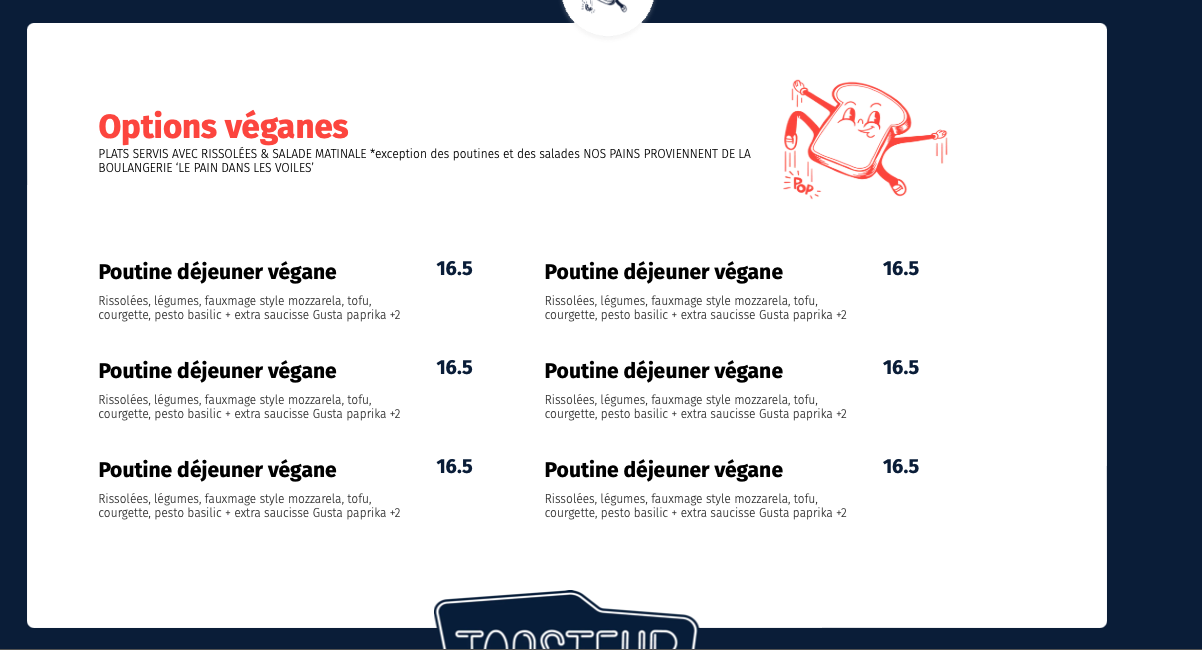 Options véganes
PLATS SERVIS AVEC RISSOLÉES & SALADE MATINALE *exception des poutines et des salades NOS PAINS PROVIENNENT DE LA
BOULANGERIE ‘LE PAIN DANS LES VOILES’
POP
Poutine déjeuner végane 16.5
Rissolées, légumes, fauxmage style mozzarela, tofu,
courgette, pesto basilic + extra saucisse Gusta paprika +2
Poutine déjeuner végane 16.5
Rissolées, légumes, fauxmage style mozzarela, tofu,
courgette, pesto basilic + extra saucisse Gusta paprika +2
Poutine déjeuner végane 16.5
Rissolées, légumes, fauxmage style mozzarela, tofu,
courgette, pesto basilic + extra saucisse Gusta paprika +2
Poutine déjeuner végane 16.5
Rissolées, légumes, fauxmage style mozzarela, tofu,
courgette, pesto basilic + extra saucisse Gusta paprika +2
Poutine déjeuner végane 16.5
Rissolées, légumes, fauxmage style mozzarela, tofu,
courgette, pesto basilic + extra saucisse Gusta paprika +2
Poutine déjeuner végane 16.5
Rissolées, légumes, fauxmage style mozzarela, tofu,
courgette, pesto basilic + extra saucisse Gusta paprika +2
TOASTEUR